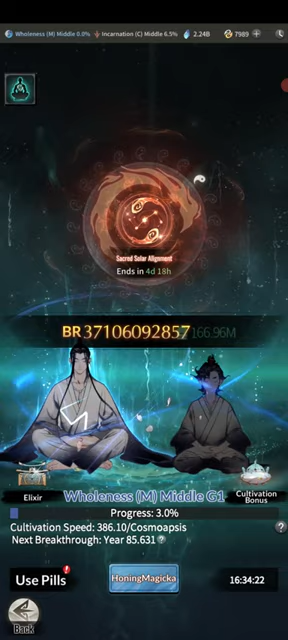 Wholeness (M) Middle 0.0% Incarnation (C) Middle 6.5% 2.24B 7989
Sacred Solar Alignment
Ends in 4d 18h
BR 37106092857 166.96M
Elixir
Wholeness (M) Middle G1
Cultivation Bonus
Progress: 3.0%
Cultivation Speed: 386.10/Cosmoapsis ?
Next Breakthrough: Year 85.631 ?
Use Pills
HoningMagicka
16:34:22
Back